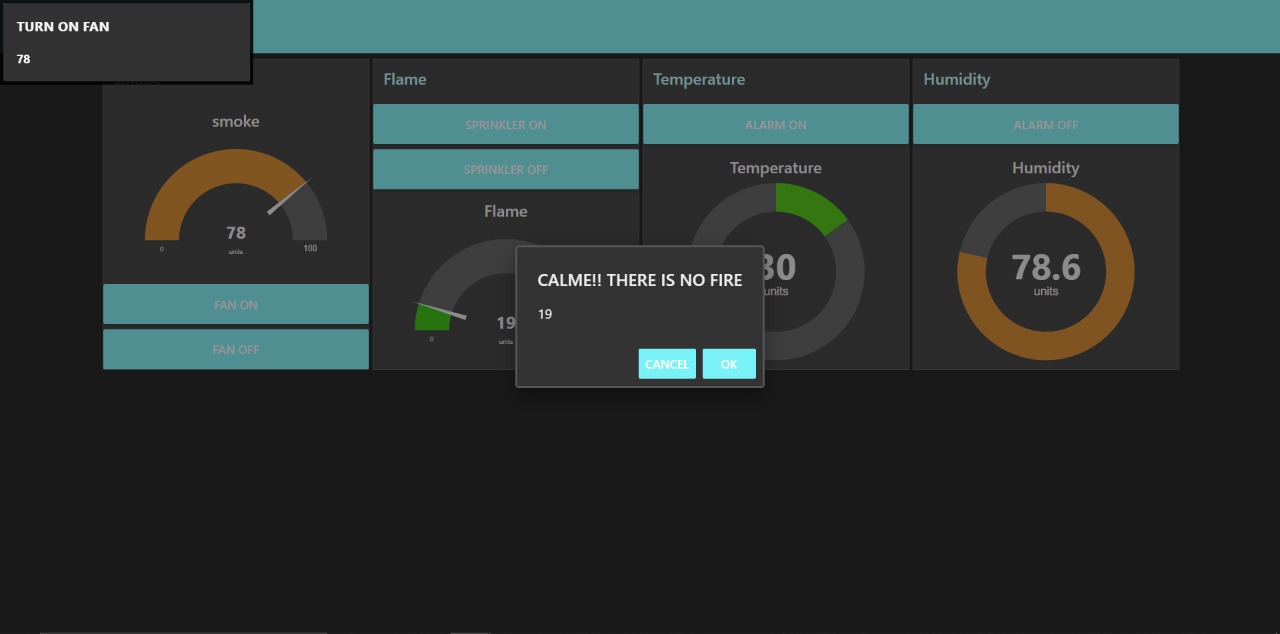 TURN ON FAN
78
smoke
78
units
0
100
FAN ON
FAN OFF
Flame
SPRINKLER ON
SPRINKLER OFF
Flame
19
units
0
Temperature
ALARM ON
Temperature
30
units
Humidity
ALARM OFF
Humidity
78.6
units
CALME!! THERE IS NO FIRE
19
CANCEL
OK